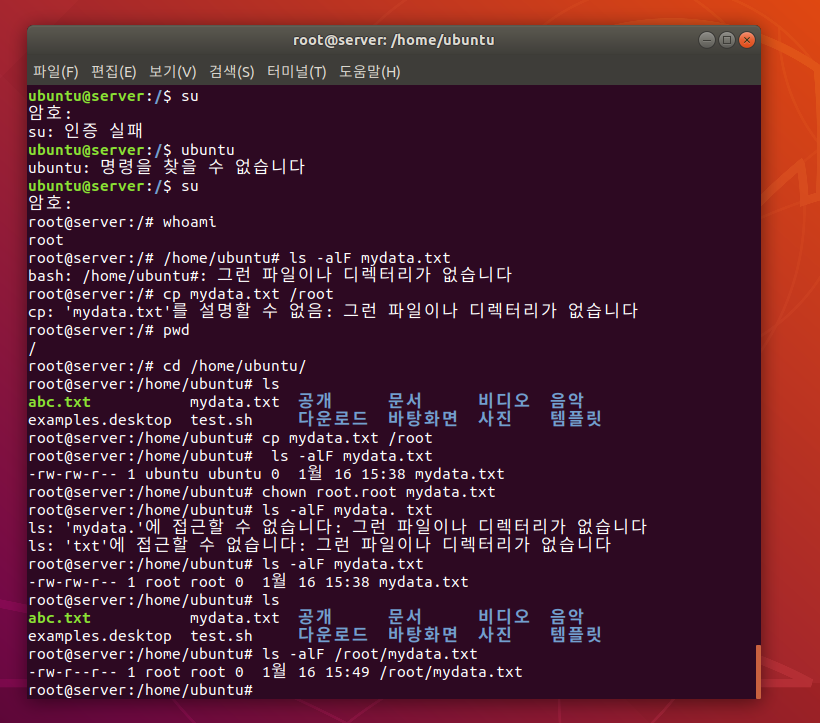 root@server: /home/ubuntu
파일(F) 편집(E) 보기(V) 검색(S) 터미널(T) 도움말(H)
ubuntu@server:/$ su
암호:
su: 인증 실패
ubuntu@server:/$ ubuntu
ubuntu: 명령을 찾을 수 없습니다
ubuntu@server:/$ su
암호:
root@server:/# whoami
root
root@server:/# /home/ubuntu# ls -alF mydata.txt
bash: /home/ubuntu#: 그런 파일이나 디렉터리가 없습니다
root@server:/# cp mydata.txt /root
cp: 'mydata.txt'를 설명할 수 없음: 그런 파일이나 디렉터리가 없습니다
root@server:/# pwd
/
root@server:/# cd /home/ubuntu/
root@server:/home/ubuntu# ls
abc.txt           mydata.txt  공개      문서      비디오  음악
examples.desktop  test.sh     다운로드  바탕화면  사진    템플릿
root@server:/home/ubuntu# cp mydata.txt /root
root@server:/home/ubuntu#  ls -alF mydata.txt
-rw-rw-r-- 1 ubuntu ubuntu 0  1월 16 15:38 mydata.txt
root@server:/home/ubuntu# chown root.root mydata.txt
root@server:/home/ubuntu# ls -alF mydata. txt
ls: 'mydata.'에 접근할 수 없습니다: 그런 파일이나 디렉터리가 없습니다
ls: 'txt'에 접근할 수 없습니다: 그런 파일이나 디렉터리가 없습니다
root@server:/home/ubuntu# ls -alF mydata.txt
-rw-rw-r-- 1 root root 0  1월 16 15:38 mydata.txt
root@server:/home/ubuntu# ls
abc.txt           mydata.txt  공개      문서      비디오  음악
examples.desktop  test.sh     다운로드  바탕화면  사진    템플릿
root@server:/home/ubuntu# ls -alF /root/mydata.txt
-rw-r--r-- 1 root root 0  1월 16 15:49 /root/mydata.txt
root@server:/home/ubuntu#